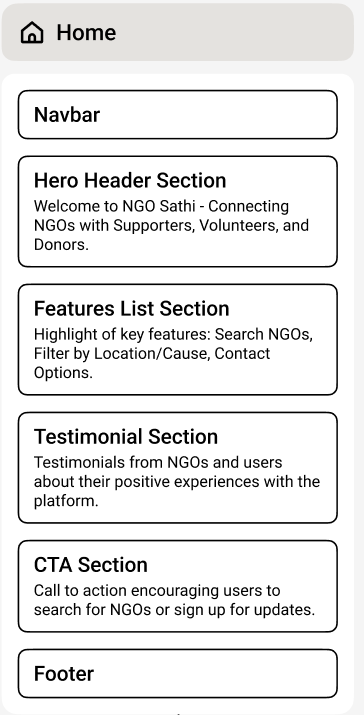 Home
Navbar
Hero Header Section
Welcome to NGO Sathi - Connecting
NGOs with Supporters, Volunteers, and
Donors.
Features List Section
Highlight of key features: Search NGOs,
Filter by Location/Cause, Contact
Options.
Testimonial Section
Testimonials from NGOs and users
about their positive experiences with the
platform.
CTA Section
Call to action encouraging users to
search for NGOs or sign up for updates.
Footer